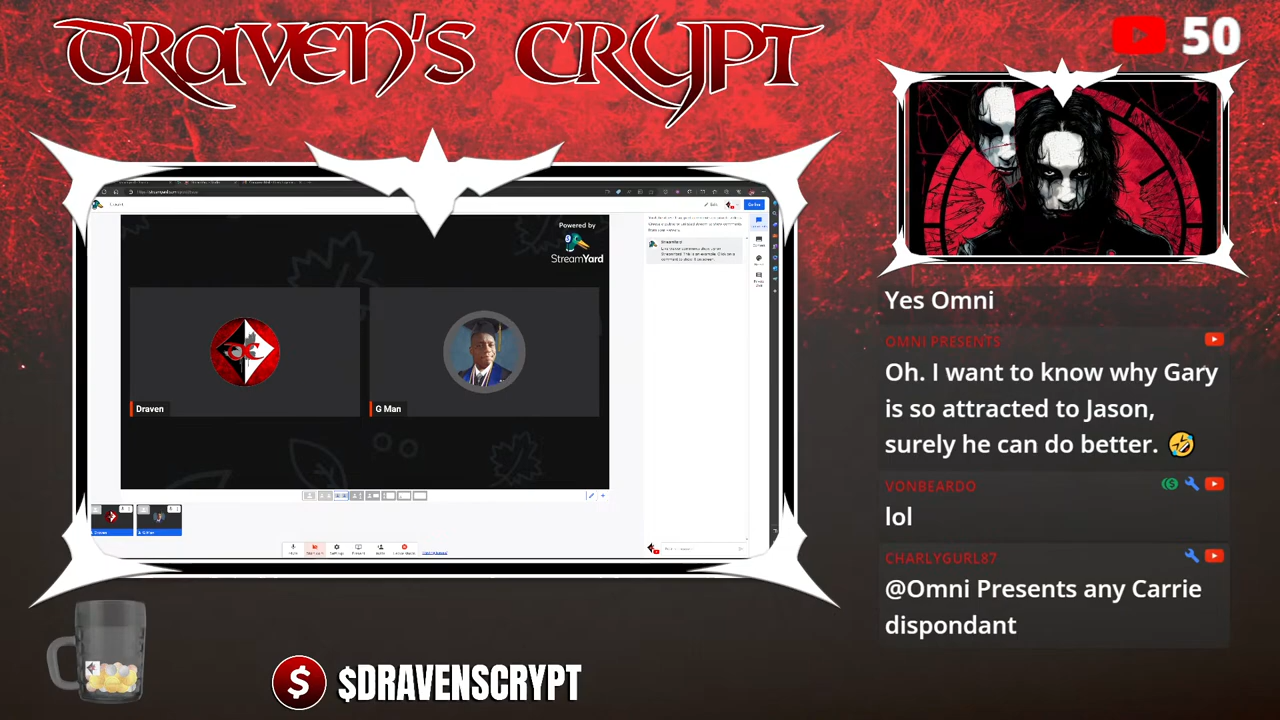 DRAVEN'S CRYPT
50
Powered by
StreamYard
Draven
G Man
Yes Omni
OMNI PRESENTS
Oh. I want to know why Gary
is so attracted to Jason,
surely he can do better. 🤣
VONBEARDO
lol
CHARLYGURL87
@Omni Presents any Carrie
dispondant
$ $DRAVENSCRYPT